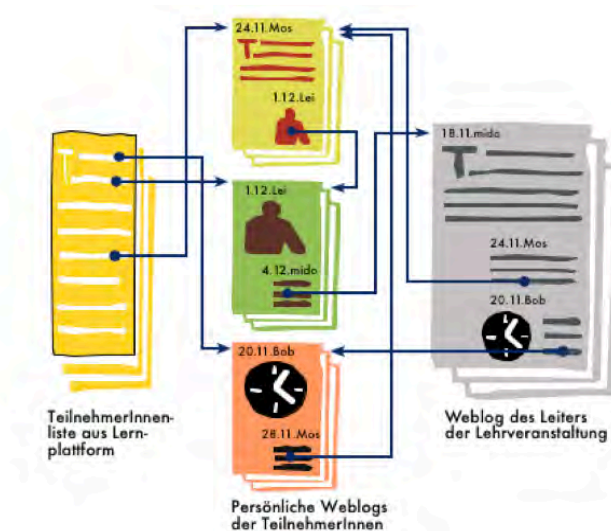 24.11.Mos
T
1.12.Lei
18.11.mido
T
T
1.12.Lei
4.12.mido
24.11.Mos
20.11.Bob
20.11.Bob
28.11.Mos
TeilnehmerInnen-
liste aus Lern-
plattform
Weblog des Leiters
der Lehrveranstaltung
Persönliche Weblogs
der TeilnehmerInnen